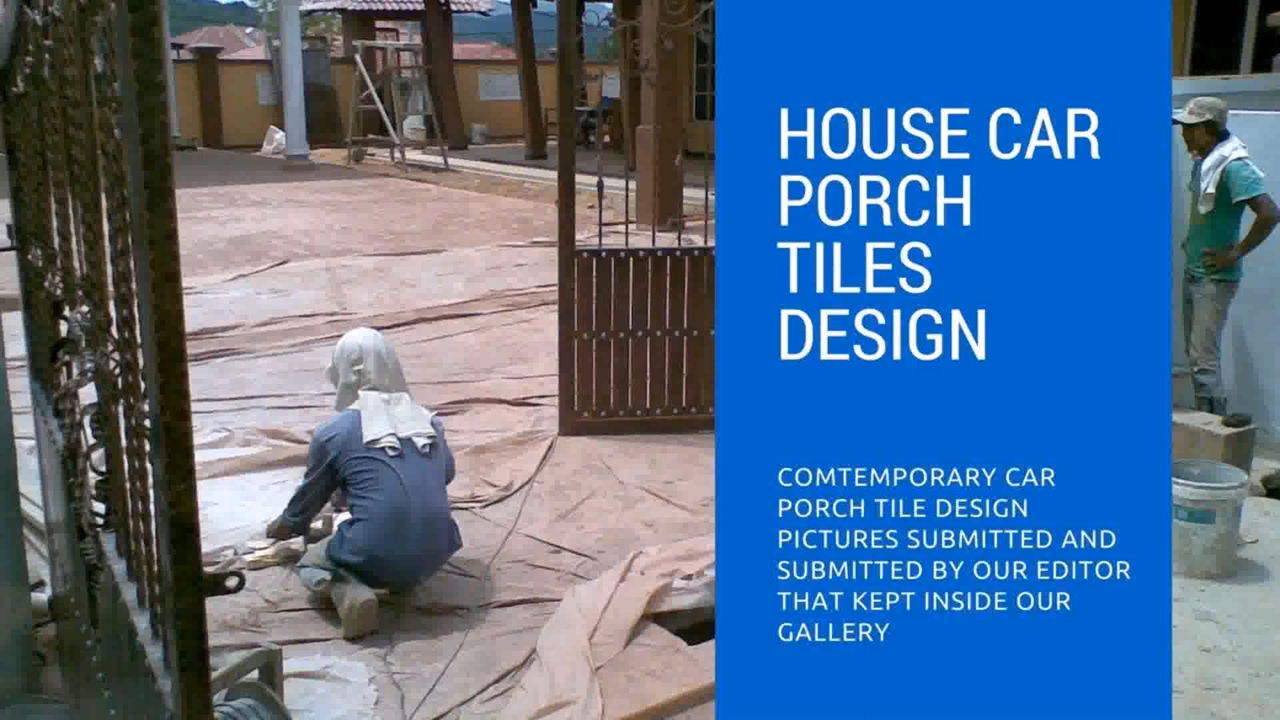 HOUSE CAR
PORCH
TILES
DESIGN
COMTEMPORARY CAR
PORCH TILE DESIGN
PICTURES SUBMITTED AND
SUBMITTED BY OUR EDITOR
THAT KEPT INSIDE OUR
GALLERY